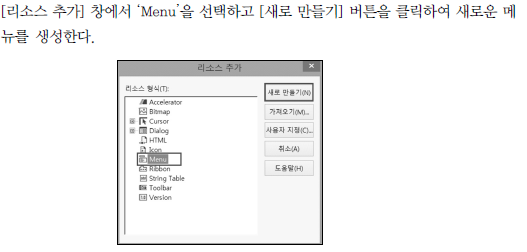 [리소스 추가] 창에서 ‘Menu’을 선택하고 [새로 만들기] 버튼을 클릭하여 새로운 메
뉴를 생성한다.
리소스 추가
리소스 형식(T):
Accelerator
Bitmap
Cursor
Dialog
HTML
Icon
Menu
Ribbon
String Table
Toolbar
Version
새로 만들기(N)
가져오기(M)...
사용자 지정(C)...
취소(A)
도움말(H)